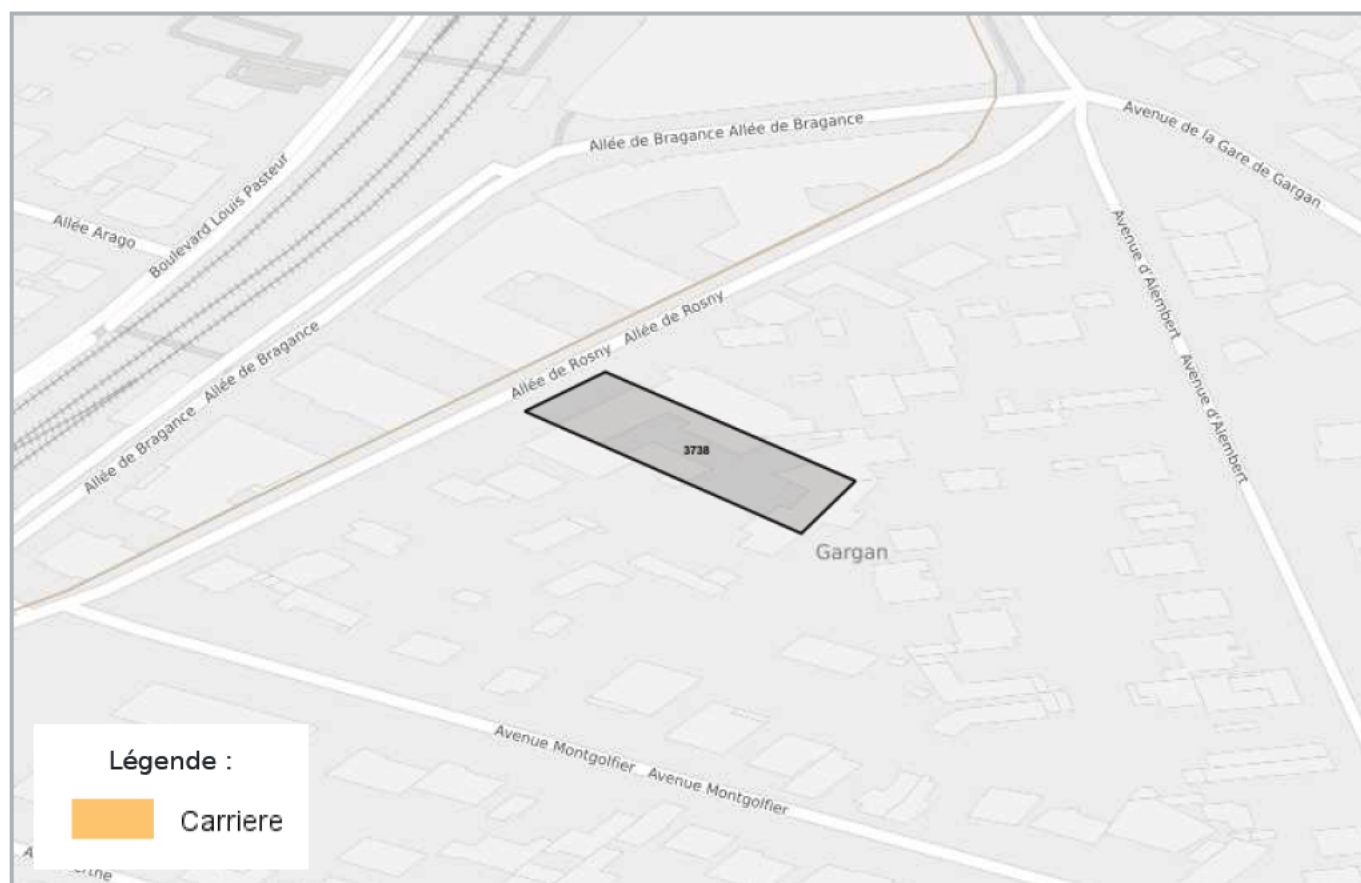 Allée de Bragance Allée de Bragance
Avenue de la Gare de Gargan
Boulevard Louis Pasteur
Allée Arago
Avenue d'Alembert Avenue d'Alembert
Allée de Rosny Allée de Rosny
Allée de Bragance Allée de Bragance
3738
Gargan
Avenue Montgolfier Avenue Montgolfier
Légende :
Carriere